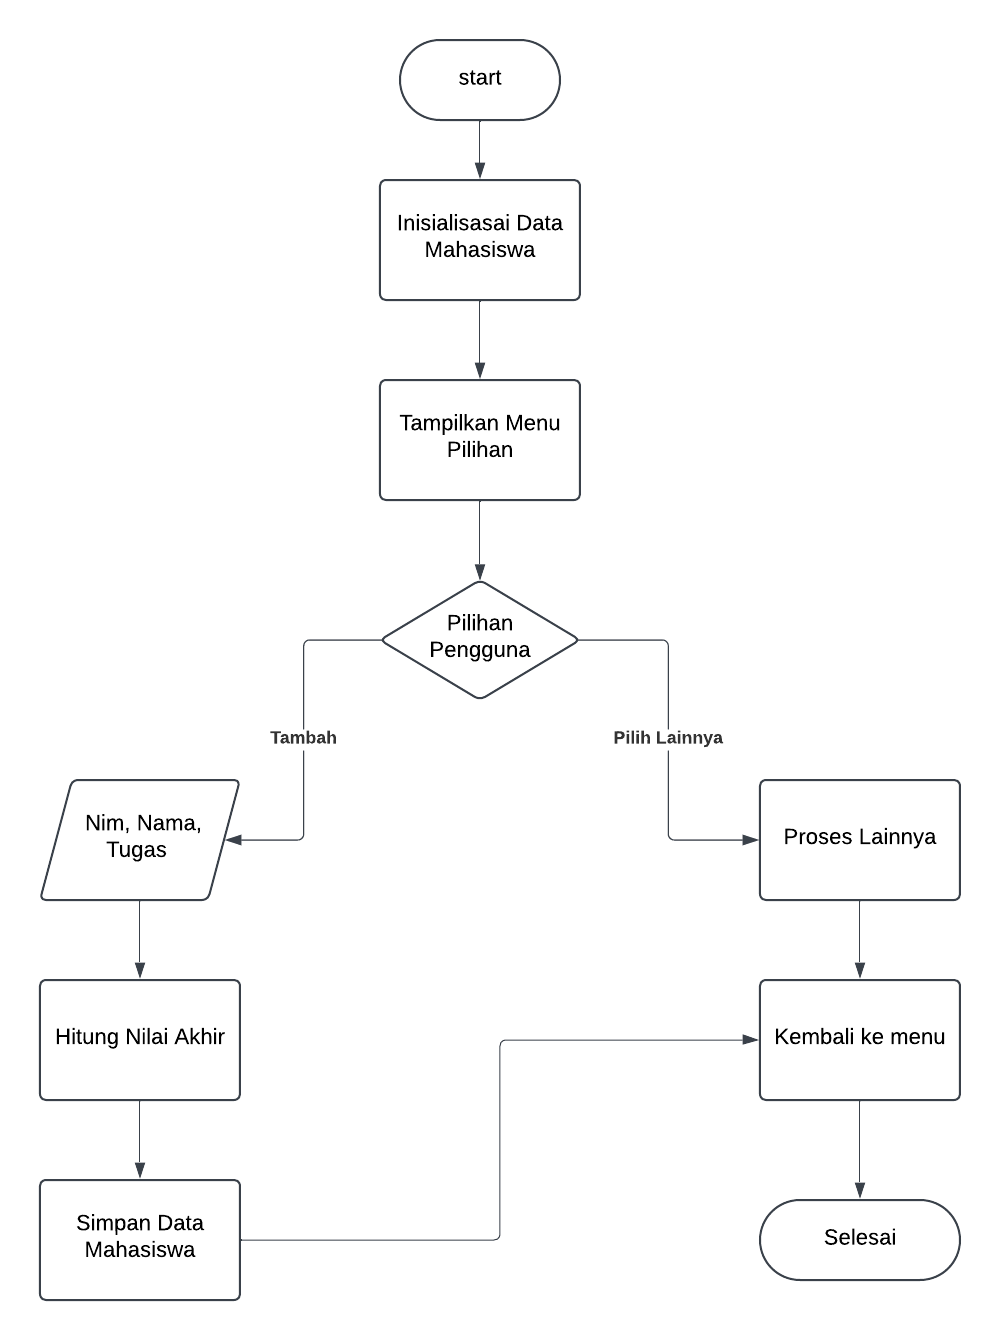 start
Inisialisasai Data
Mahasiswa
Tampilkan Menu
Pilihan
Pilihan
Pengguna
Tambah
Pilih Lainnya
Nim, Nama,
Tugas
Proses Lainnya
Hitung Nilai Akhir
Kembali ke menu
Simpan Data
Mahasiswa
Selesai